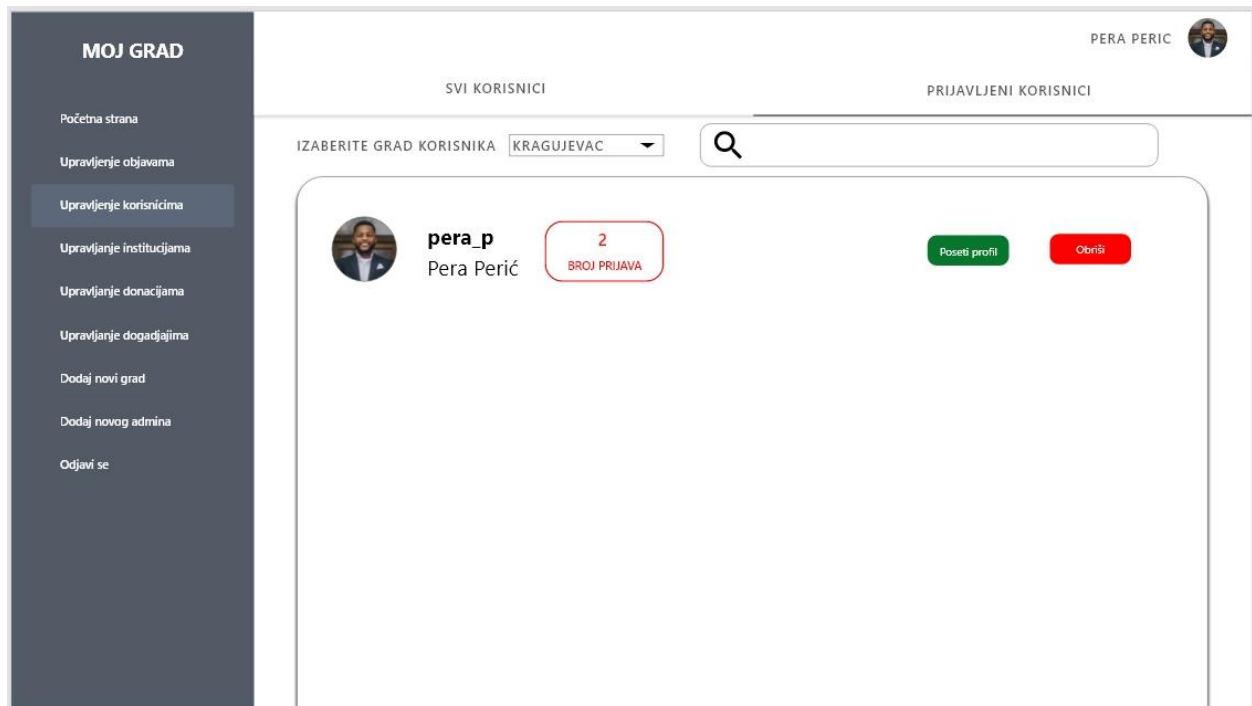 MOJ GRAD
PERA PERIC
SVI KORISNICI
PRIJAVLJENI KORISNICI
Početna strana
Upravljenje objavama
Upravljenje korisnicima
Upravljanje institucijama
Upravljanje donacijama
Upravljanje dogadjajima
Dodaj novi grad
Dodaj novog admina
Odjavi se
IZABERITE GRAD KORISNIKA KRAGUJEVAC
pera_p
Pera Perić
2
BROJ PRIJAVA
Poseti profil
Obriši